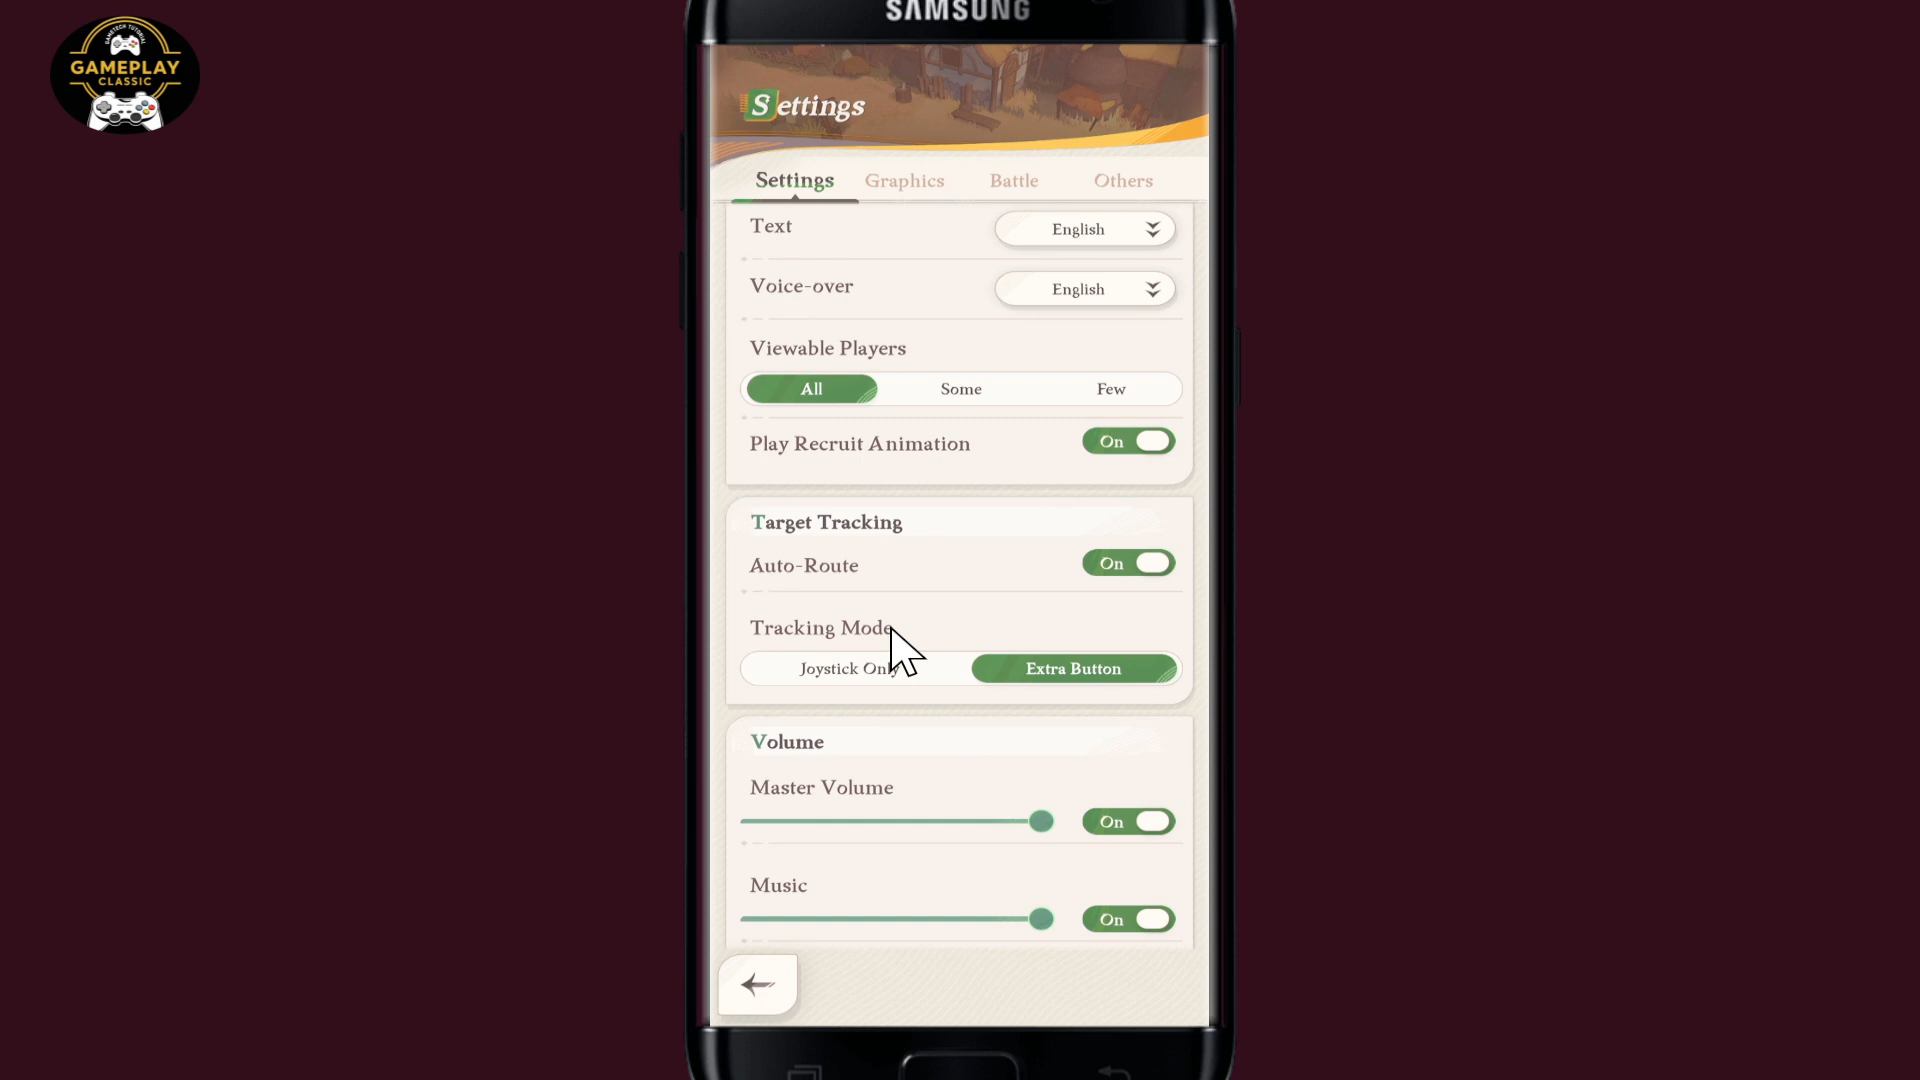 SAMSUNG
GAMETECH TUTORIAL
GAMEPLAY
CLASSIC
Settings
Settings
Graphics
Battle
Others
Text
English
Voice-over
English
Viewable Players
All
Some
Few
Play Recruit Animation
On
Target Tracking
Auto-Route
On
Tracking Mode
Joystick Only
Extra Button
Volume
Master Volume
On
Music
On